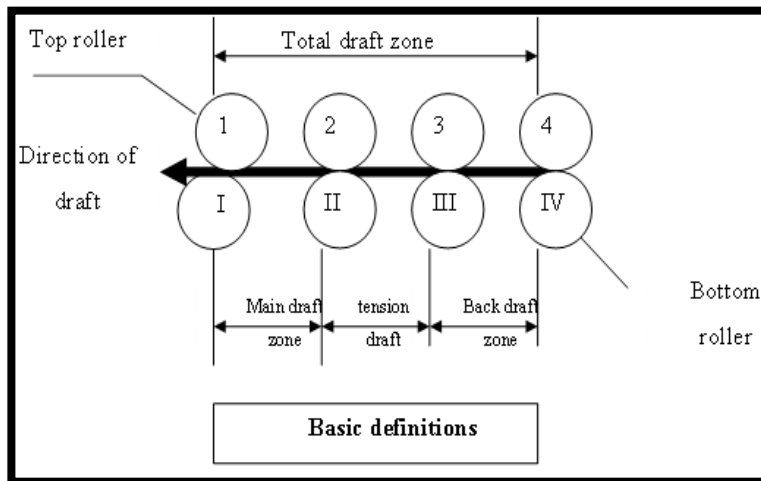 Top roller
Total draft zone
1
2
3
4
Direction of
draft
I
II
III
IV
Main draft
zone
tension
draft
Back draft
zone
Bottom
roller
Basic definitions